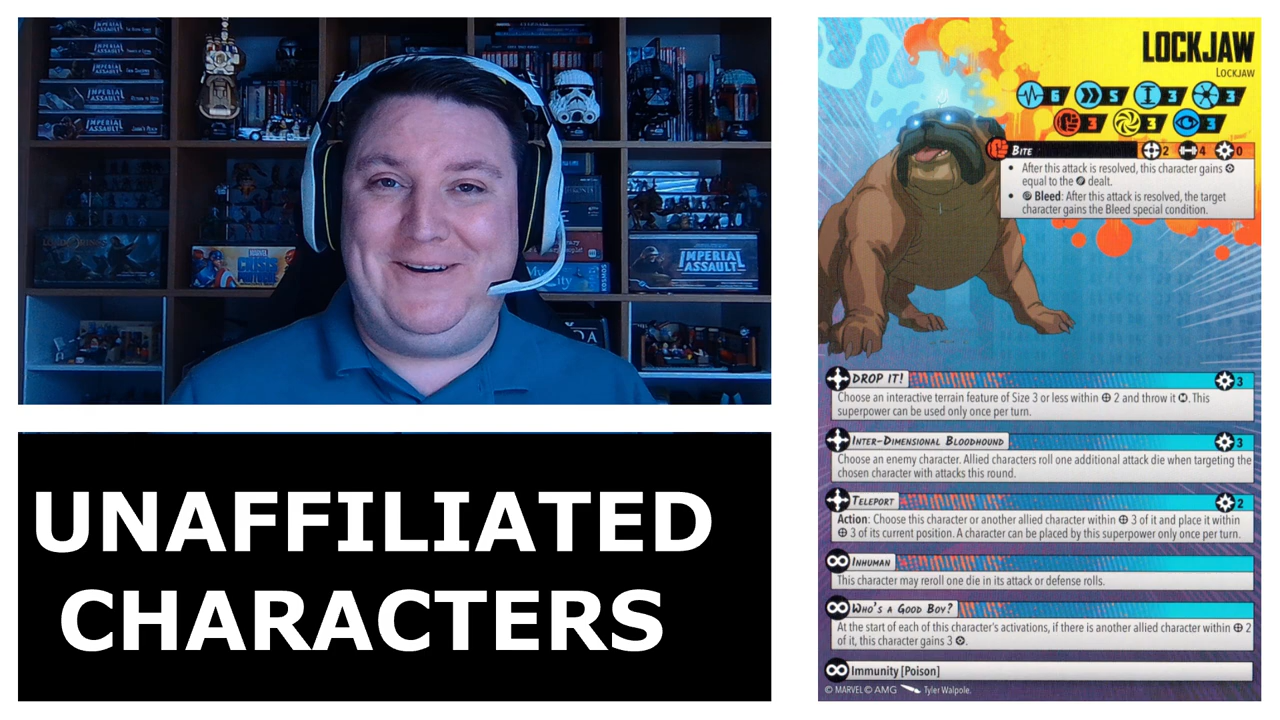 IMPERIAL
ASSAULT
IMPERIAL
ASSAULT
IMPERIAL
ASSAULT
IMPERIAL
ASSAULT
MARVEL
CRISIS
IMPERIAL
ASSAULT
My
City
KOSMOS
UNAFFILIATED
CHARACTERS
LOCKJAW
LOCKJAW
6 5 3 3
3 3 3
BITE 2 4 0
• After this attack is resolved, this character gains
equal to the dealt.
• Bleed: After this attack is resolved, the target
character gains the Bleed special condition.
DROP IT! 3
Choose an interactive terrain feature of Size 3 or less within 2 and throw it M. This
superpower can be used only once per turn.
INTER-DIMENSIONAL BLOODHOUND 3
Choose an enemy character. Allied characters roll one additional attack die when targeting the
chosen character with attacks this round.
TELEPORT 2
Action: Choose this character or another allied character within 3 of it and place it within
3 of its current position. A character can be placed by this superpower only once per turn.
INHUMAN
This character may reroll one die in its attack or defense rolls.
WHO'S A GOOD BOY?
At the start of each of this character's activations, if there is another allied character within 2
of it, this character gains 3 .
Immunity [Poison]
© MARVEL © AMG Tyler Walpole.